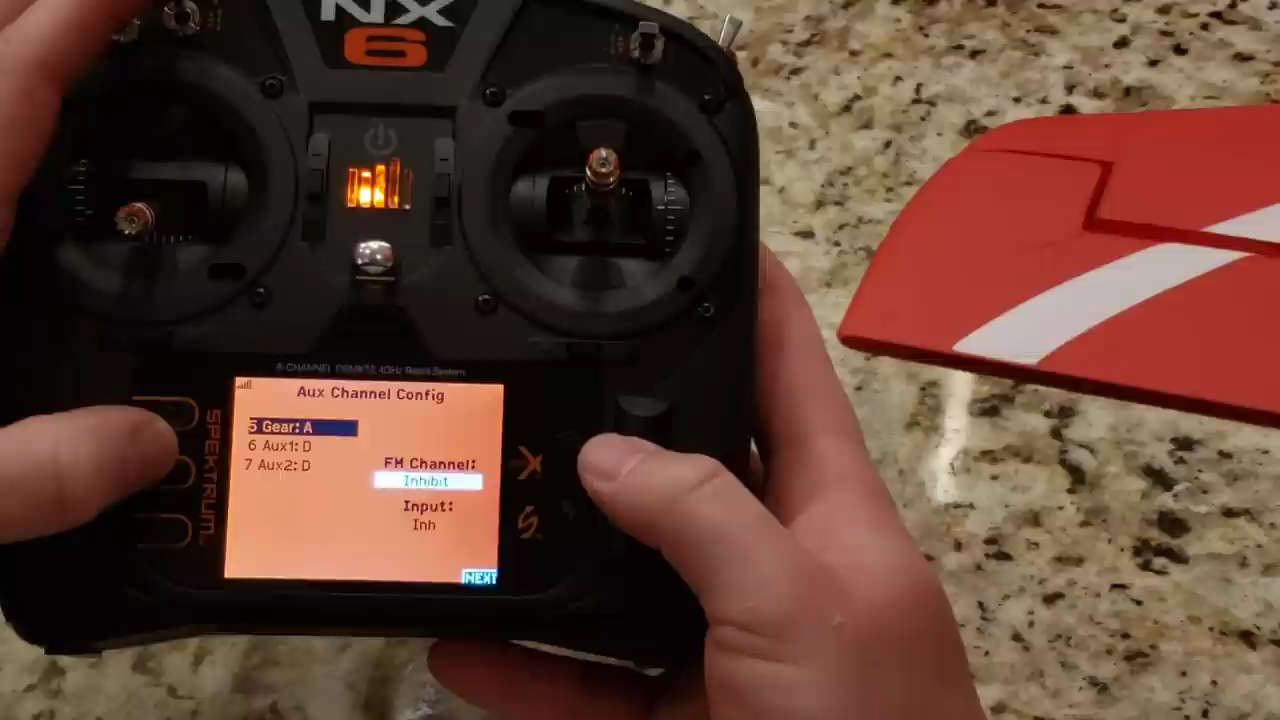 NX
6
6-CHANNEL DSMX 2.4GHz Radio System
Aux Channel Config
5 Gear: A
6 Aux1: D
7 Aux2: D
FM Channel:
Inhibit
Input:
Inh
NEXT
SPEKTRUM